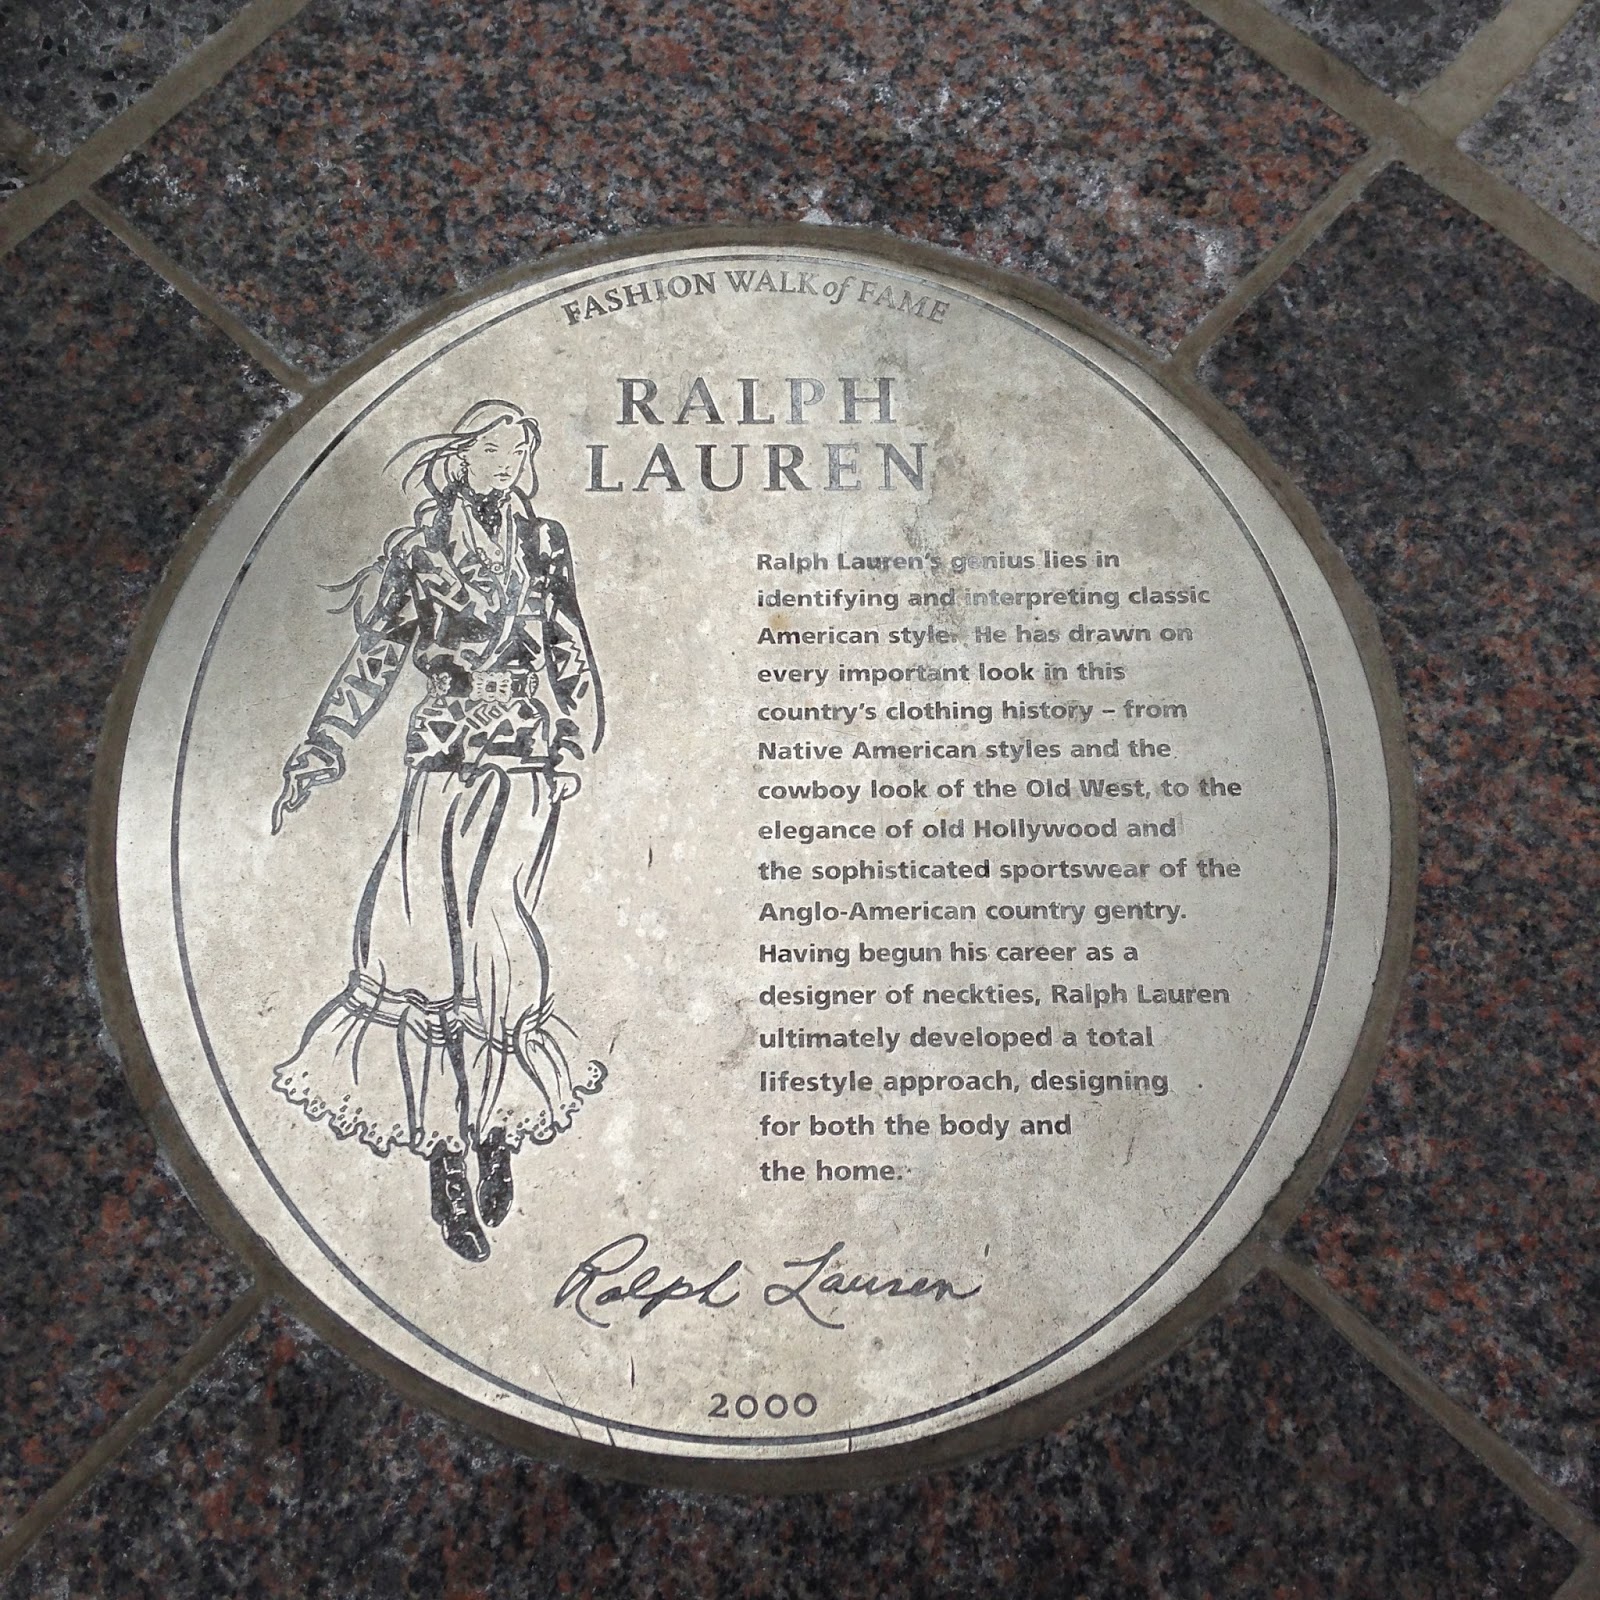 FASHION WALK of FAME
RALPH
LAUREN
Ralph Lauren's genius lies in
identifying and interpreting classic
American style. He has drawn on
every important look in this
country's clothing history – from
Native American styles and the
cowboy look of the Old West, to the
elegance of old Hollywood and
the sophisticated sportswear of the
Anglo-American country gentry.
Having begun his career as a
designer of neckties, Ralph Lauren
ultimately developed a total
lifestyle approach, designing
for both the body and
the home.
Ralph Lauren
2000